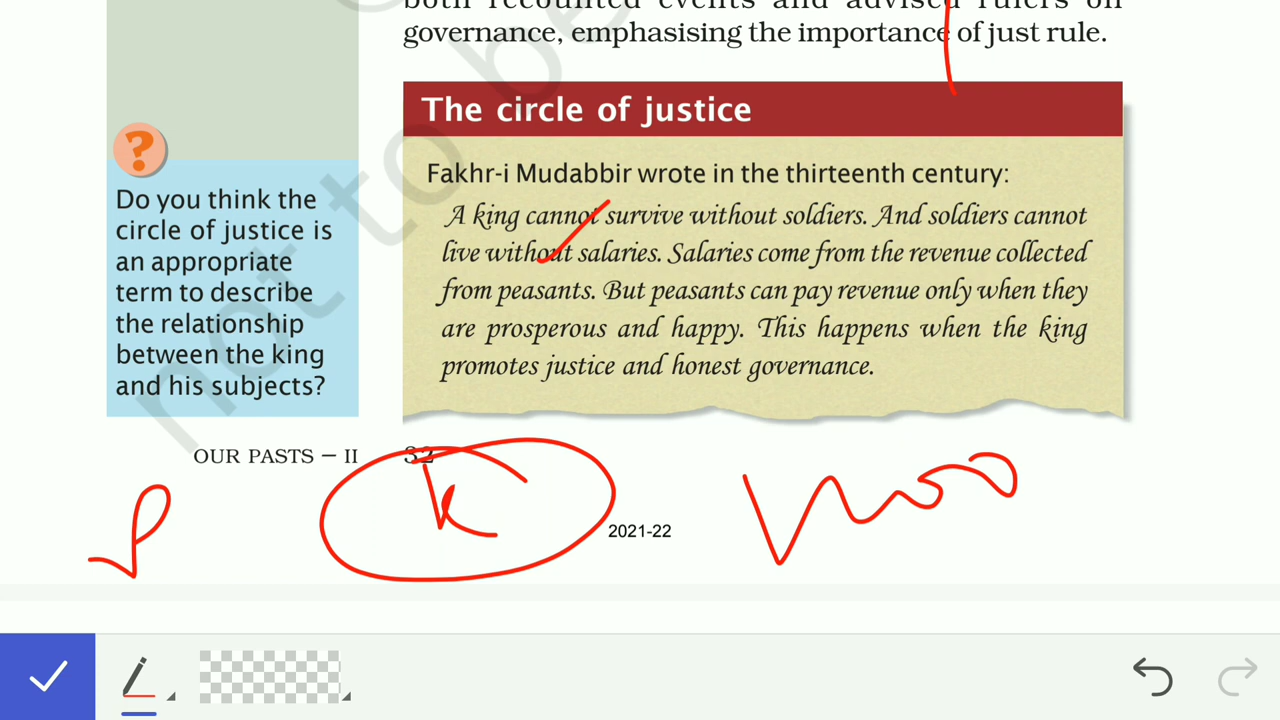 both recounted events and advised rulers on
governance, emphasising the importance of just rule.
The circle of justice
Fakhr-i Mudabbir wrote in the thirteenth century:
A king cannot survive without soldiers. And soldiers cannot
live without salaries. Salaries come from the revenue collected
from peasants. But peasants can pay revenue only when they
are prosperous and happy. This happens when the king
promotes justice and honest governance.
?
Do you think the
circle of justice is
an appropriate
term to describe
the relationship
between the king
and his subjects?
OUR PASTS – II 32
K
2021-22
not to be